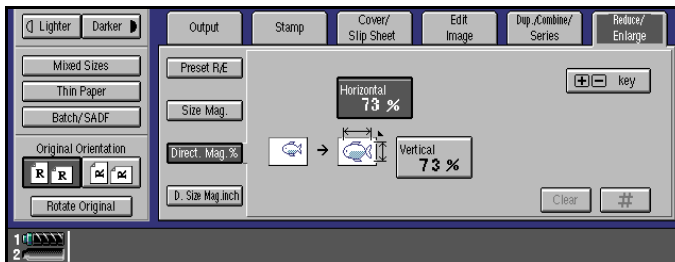 Lighter Darker
Mixed Sizes
Thin Paper
Batch/SADF
Original Orientation
R R R R
Rotate Original
Output
Stamp
Cover/
Slip Sheet
Edit
Image
Dup./Combine/
Series
Reduce/
Enlarge
Preset R/E
Size Mag.
Direct. Mag.%
D. Size Mag.inch
Horizontal
73 %
Vertical
73 %
+ - key
Clear
#
1
2